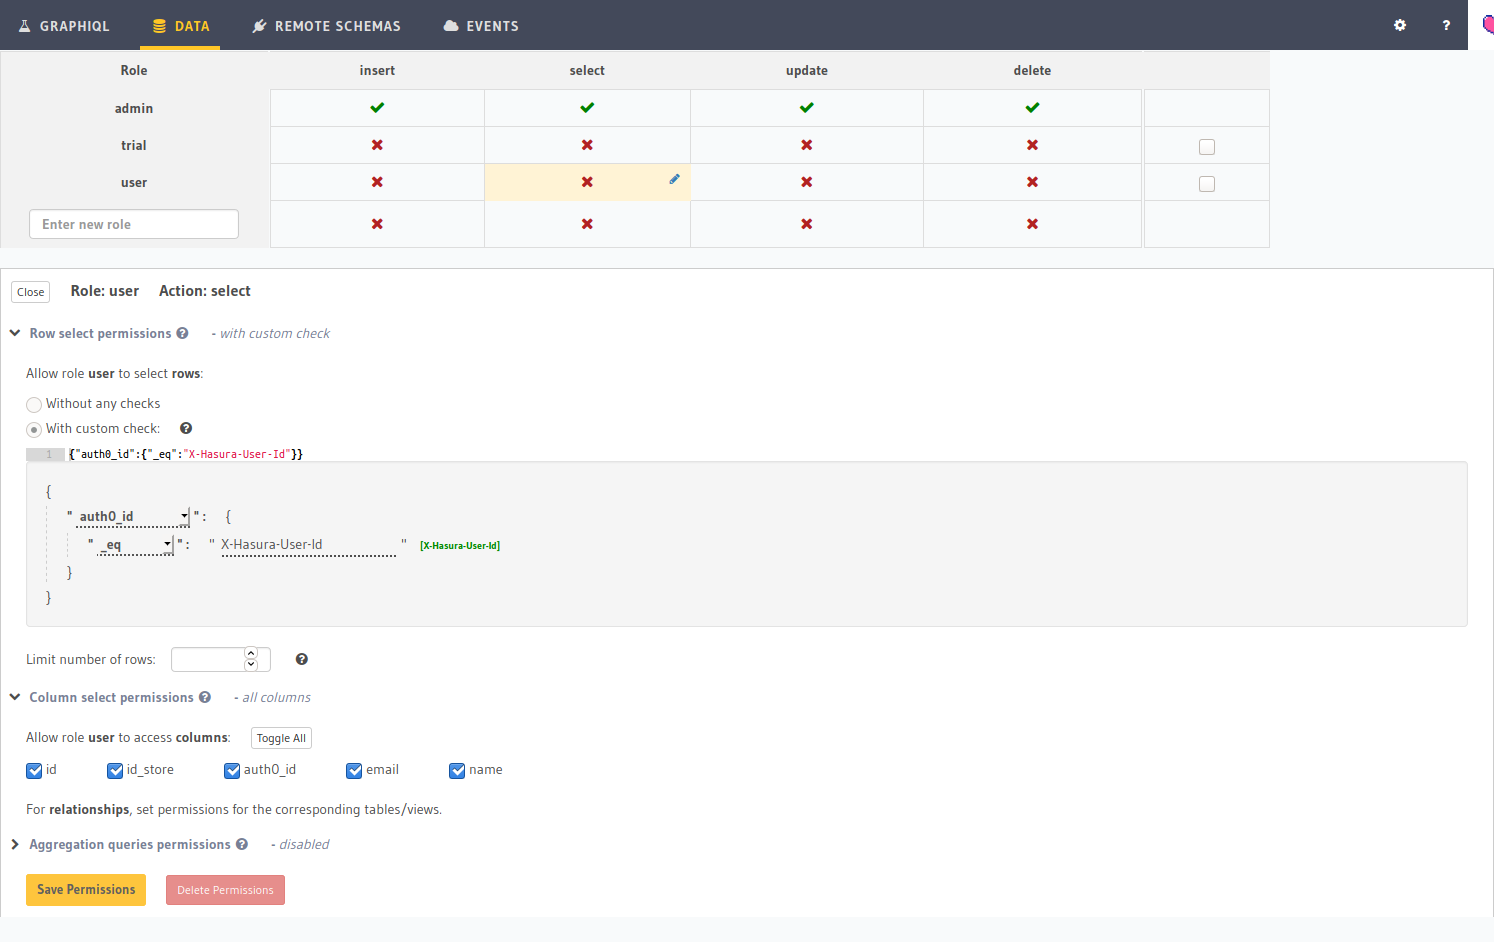 GRAPHIQL DATA REMOTE SCHEMAS EVENTS ?
Role insert select update delete
admin
trial
user
Enter new role
Close Role: user Action: select
Row select permissions ? - with custom check
Allow role user to select rows:
Without any checks
With custom check: ?
1 {"auth0_id":{"_eq":"X-Hasura-User-Id"}}
{
" auth0_id ": {
" _eq ": " X-Hasura-User-Id " [X-Hasura-User-Id]
}
}
Limit number of rows: ?
Column select permissions ? - all columns
Allow role user to access columns: Toggle All
id id_store auth0_id email name
For relationships, set permissions for the corresponding tables/views.
Aggregation queries permissions ? - disabled
Save Permissions Delete Permissions